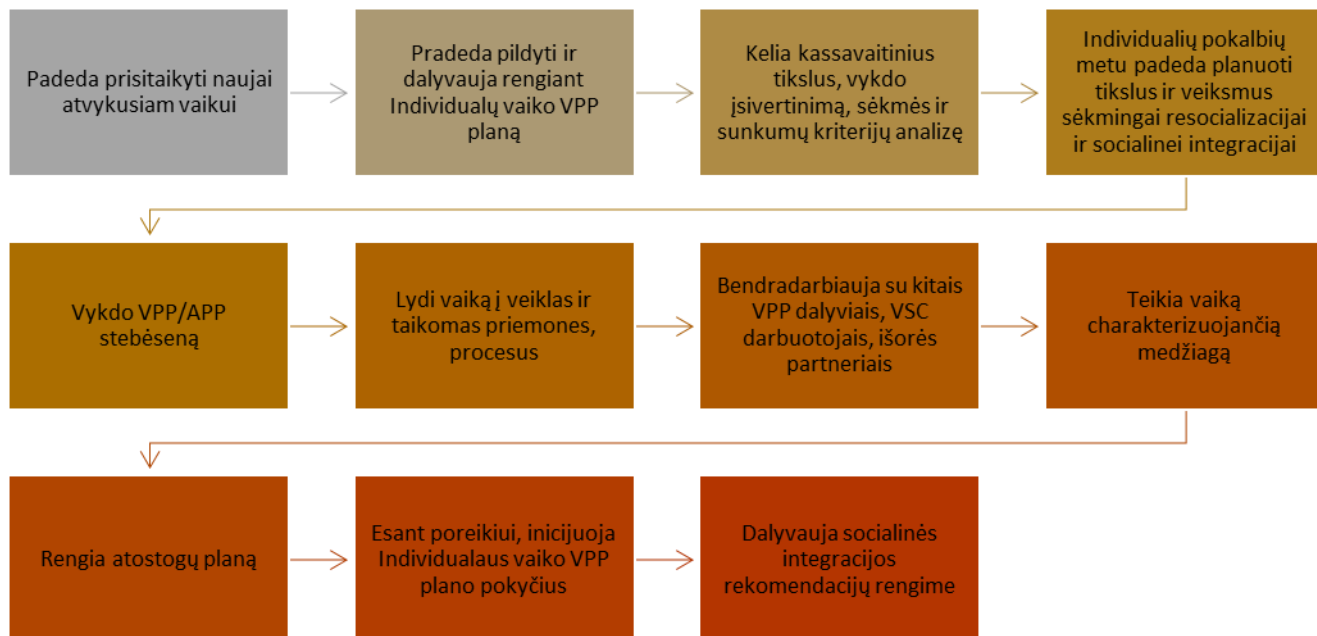 Padeda prisitaikyti naujai
atvykusiam vaikui
Pradeda pildyti ir
dalyvauja rengiant
Individualų vaiko VPP
planą
Kelia kassavaitinius
tikslus, vykdo
įsivertinimą, sėkmės ir
sunkumų kriterijų analizę
Individualių pokalbių
metu padeda planuoti
tikslus ir veiksmus
sėkmingai resocializacijai
ir socialinei integracijai
Vykdo VPP/APP
stebėseną
Lydi vaiką į veiklas ir
taikomas priemones,
procesus
Bendradarbiauja su kitais
VPP dalyviais, VSC
darbuotojais, išorės
partneriais
Teikia vaiką
charakterizuojančią
medžiagą
Rengia atostogų planą
Esant poreikiui, inicijuoja
Individualaus vaiko VPP
plano pokyčius
Dalyvauja socialinės
integracijos
rekomendacijų rengime